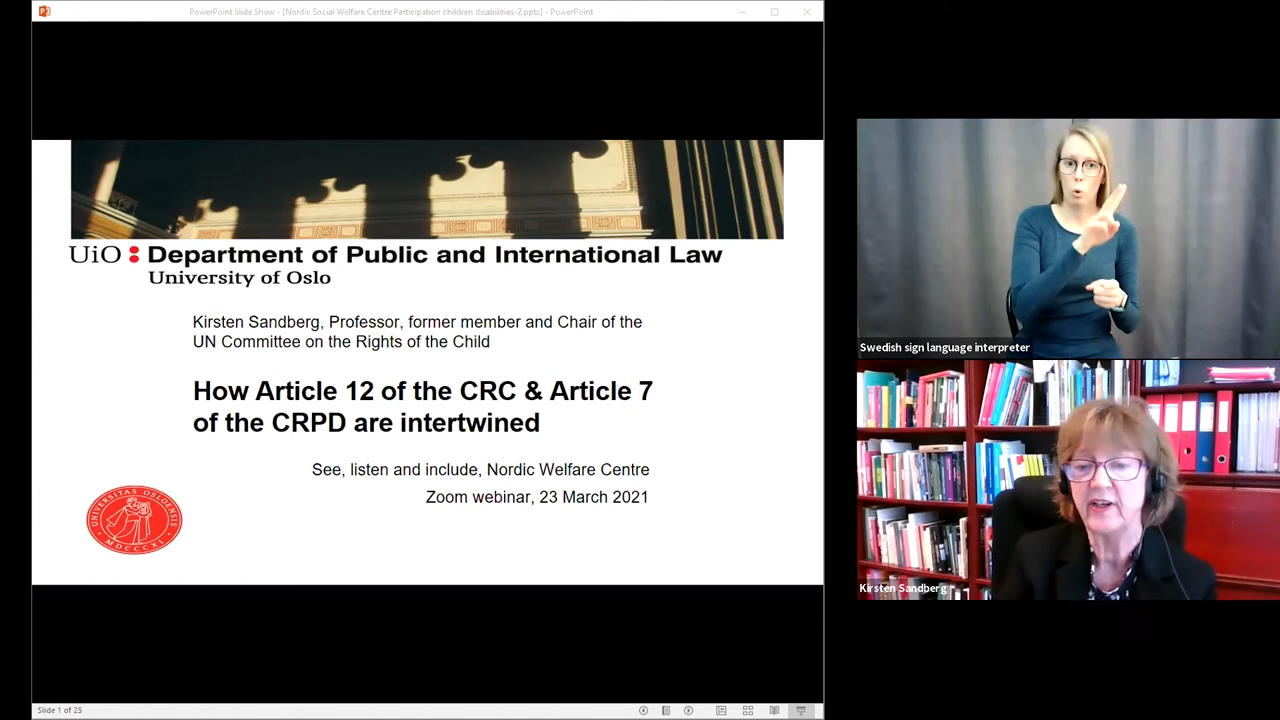 PowerPoint Slide Show - [Nordic Social Welfare Centre Participation children disabilities-2.pptx] - PowerPoint
UiO Department of Public and International Law
University of Oslo
Kirsten Sandberg, Professor, former member and Chair of the
UN Committee on the Rights of the Child
How Article 12 of the CRC & Article 7
of the CRPD are intertwined
See, listen and include, Nordic Welfare Centre
Zoom webinar, 23 March 2021
UNIVERSITAS OSLOENSIS
MDCCCXI
Slide 1 of 25
Swedish sign language interpreter
Kirsten Sandberg